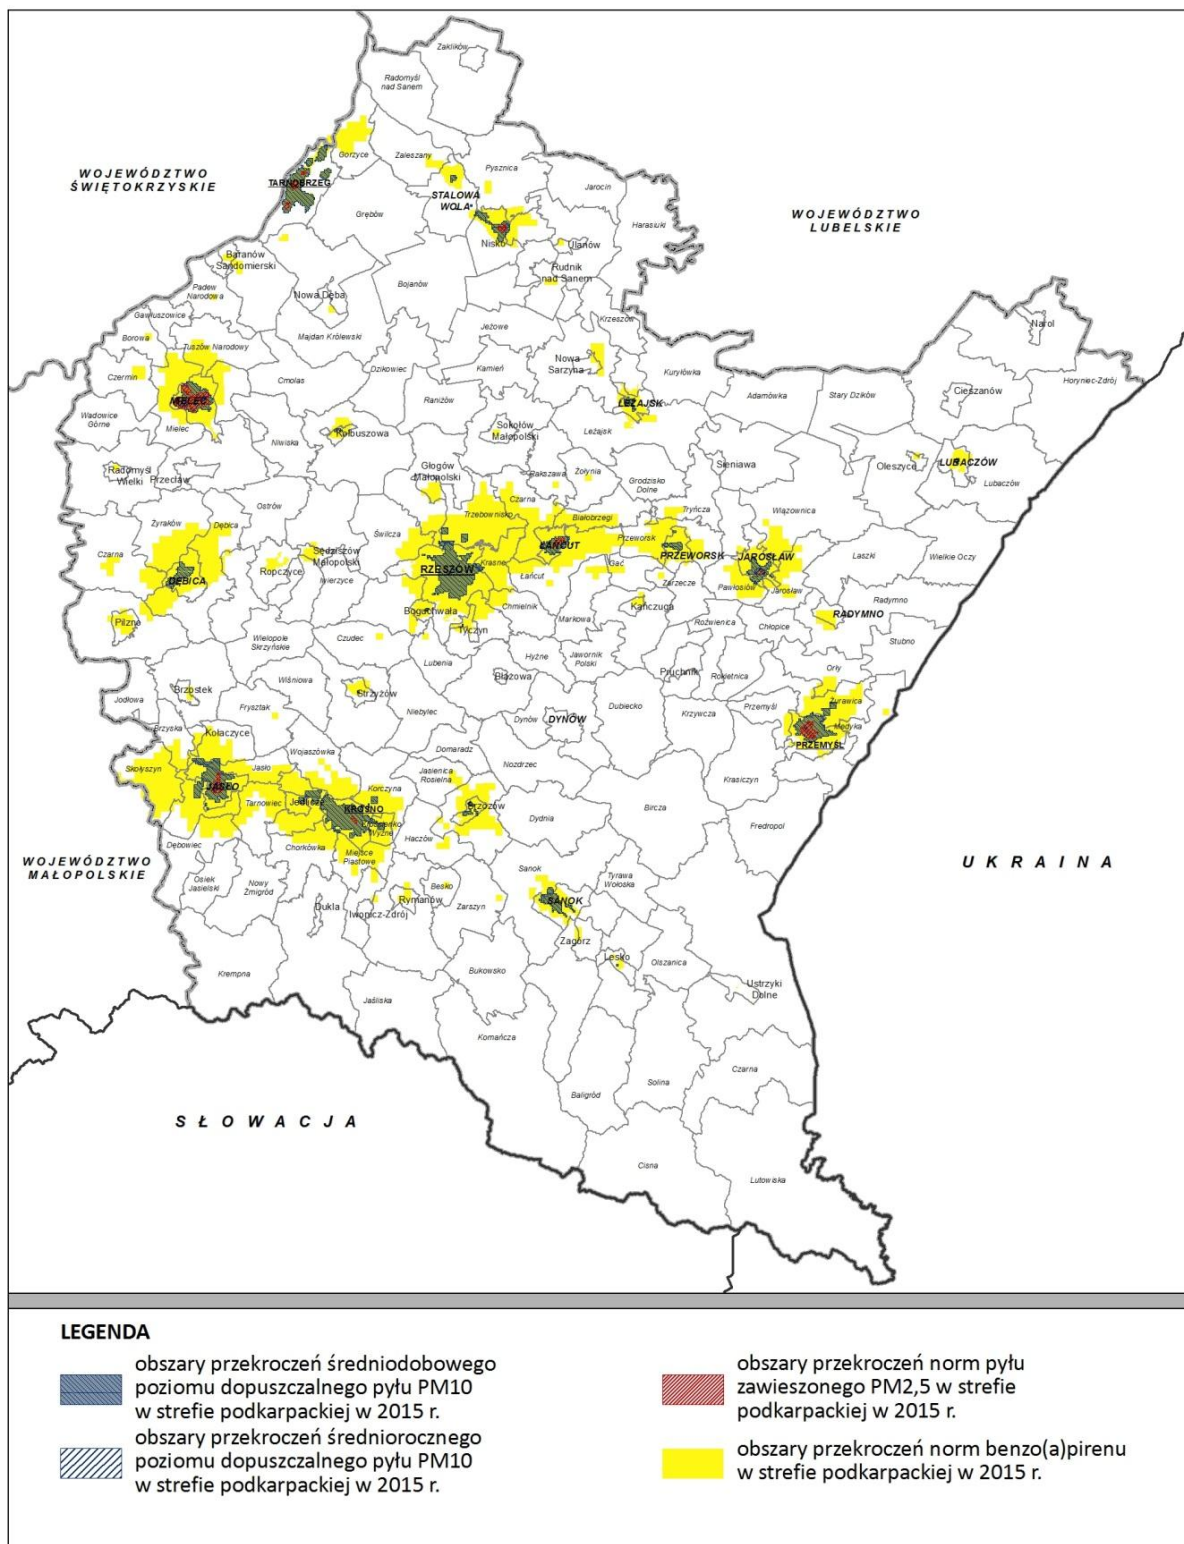 Zaklików
Radomyśl
nad Sanem
WOJEWÓDZTWO
ŚWIĘTOKRZYSKIE
Gorzyce
Zaleszany
Pysznica
TARNOBRZEG
Jarocin
STALOWA
WOLA
Grębów
WOJEWÓDZTWO
LUBELSKIE
Harasiuki
Nisko
Ulanów
Baranów
Sandomierski
Rudnik
nad Sanem
Padew
Narodowa
Nowa Dęba
Bojanów
Gawłuszowice
Krzeszów
Narol
Borowa
Majdan Królewski
Jeżowe
Tuszów Narodowy
Nowa
Sarzyna
Czermin
Cmolas
Dzikowiec
Kamień
Kuryłówka
Horyniec-Zdrój
Cieszanów
MIELEC
Raniżów
LEŻAJSK
Adamówka
Stary Dzików
Wadowice
Górne
Mielec
Niwiska
Kolbuszowa
Sokołów
Małopolski
Leżajsk
Radomyśl
Wielki
Przecław
Głogów
Małopolski
Rakszawa
Żołynia
Grodzisko
Dolne
Sieniawa
Oleszyce
LUBACZÓW
Lubaczów
Ostrów
Czarna
Trzebownisko
Białobrzegi
Tryńcza
Wiązownica
Żyraków
Dębica
Świlcza
Czarna
Sędziszów
Małopolski
Ropczyce
Iwierzyce
ŁAŃCUT
Przeworsk
PRZEWORSK
JAROSŁAW
Laszki
Wielkie Oczy
DĘBICA
RZESZÓW
Krasne
Łańcut
Gać
Zarzecze
Pawłosiów
Jarosław
Pilzno
Boguchwała
Chmielnik
Markowa
Kańczuga
Radymno
RADYMNO
Tyczyn
Roźwienica
Chłopice
Wielopole
Skrzyńskie
Czudec
Lubenia
Hyżne
Jawornik
Polski
Stubno
Błażowa
Pruchnik
Rokietnica
Orły
Wiśniowa
Brzostek
Jodłowa
Strzyżów
Frysztak
Niebylec
Dynów
DYNÓW
Dubiecko
Krzywcza
Przemyśl
Żurawica
Medyka
PRZEMYŚL
Brzyska
Kołaczyce
Wojaszówka
Domaradz
Nozdrzec
Skołyszyn
Jasło
Jasienica
Rosielna
Krasiczyn
JASŁO
Tarnowiec
Jedlicze
Korczyna
KROSNO
Brzozów
Bircza
Dydnia
Fredropol
Dębowiec
Chorkówka
Miejsce
Piastowe
Haczów
WOJEWÓDZTWO
MAŁOPOLSKIE
UKRAINA
Osiek
Jasielski
Nowy
Żmigród
Dukla
Iwonicz-Zdrój
Rymanów
Besko
Zarszyn
Sanok
SANOK
Tyrawa
Wołoska
Zagórz
Lesko
Olszanica
Krempna
Jaśliska
Bukowsko
Ustrzyki
Dolne
Komańcza
Czarna
Solina
Baligród
SŁOWACJA
Cisna
Lutowiska
LEGENDA
obszary przekroczeń średniodobowego
poziomu dopuszczalnego pyłu PM10
w strefie podkarpackiej w 2015 r.
obszary przekroczeń średniorocznego
poziomu dopuszczalnego pyłu PM10
w strefie podkarpackiej w 2015 r.
obszary przekroczeń norm pyłu
zawieszonego PM2,5 w strefie
podkarpackiej w 2015 r.
obszary przekroczeń norm benzo(a)pirenu
w strefie podkarpackiej w 2015 r.